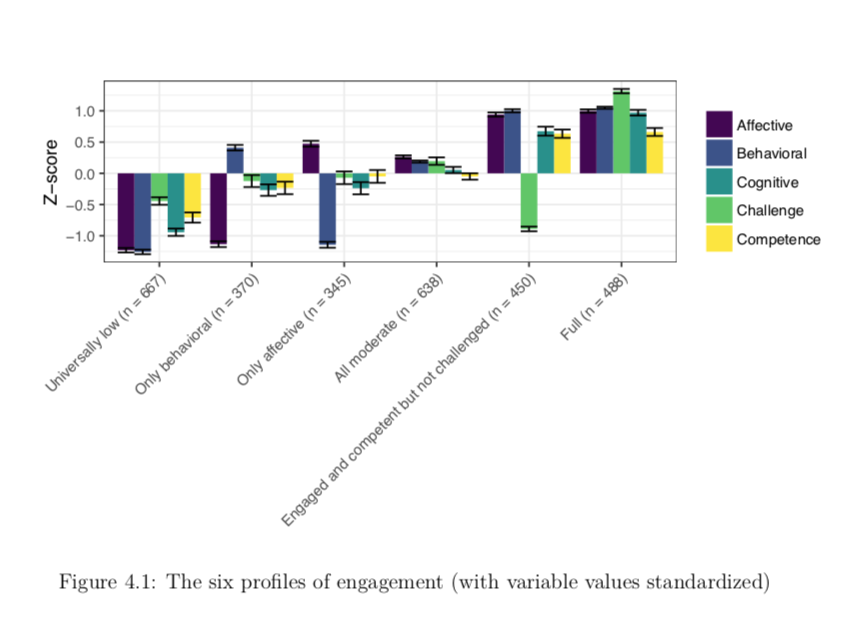 Z−score
1.0
0.5
0.0
−0.5
−1.0
Universally low (n = 667)
Only behavioral (n = 370)
Only affective (n = 345)
All moderate (n = 638)
Engaged and competent but not challenged (n = 450)
Full (n = 488)
Affective
Behavioral
Cognitive
Challenge
Competence
Figure 4.1: The six profiles of engagement (with variable values standardized)